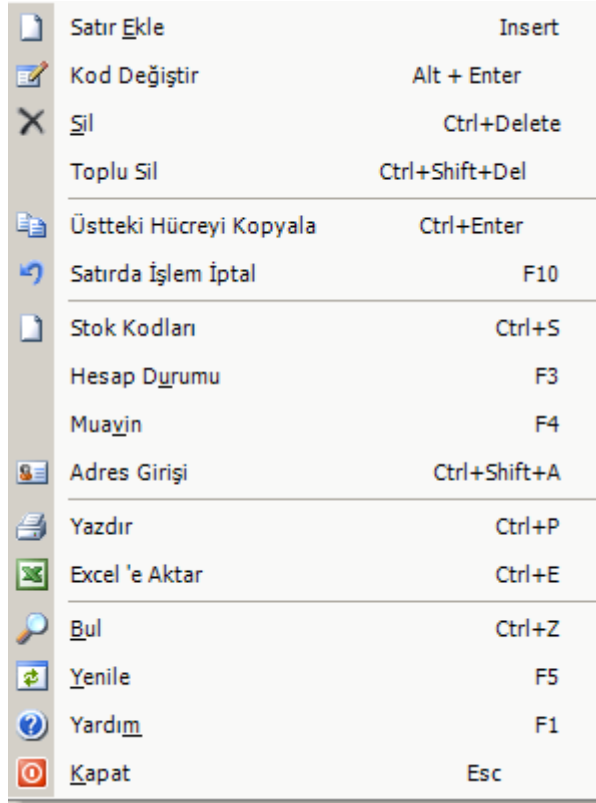 Satır Ekle Insert
Kod Değiştir Alt + Enter
Sil Ctrl+Delete
Toplu Sil Ctrl+Shift+Del
Üstteki Hücreyi Kopyala Ctrl+Enter
Satırda İşlem İptal F10
Stok Kodları Ctrl+S
Hesap Durumu F3
Muavin F4
Adres Girişi Ctrl+Shift+A
Yazdır Ctrl+P
Excel 'e Aktar Ctrl+E
Bul Ctrl+Z
Yenile F5
Yardım F1
Kapat Esc